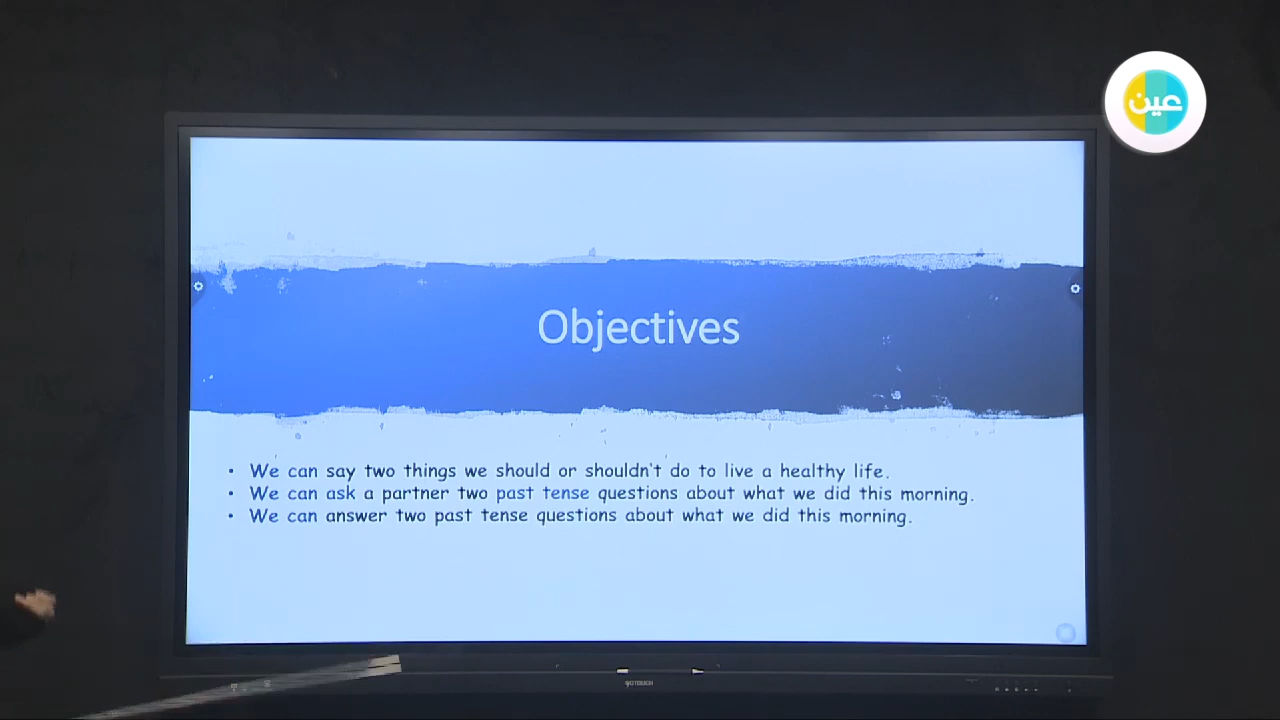 عين
Objectives
• We can say two things we should or shouldn't do to live a healthy life.
• We can ask a partner two past tense questions about what we did this morning.
• We can answer two past tense questions about what we did this morning.